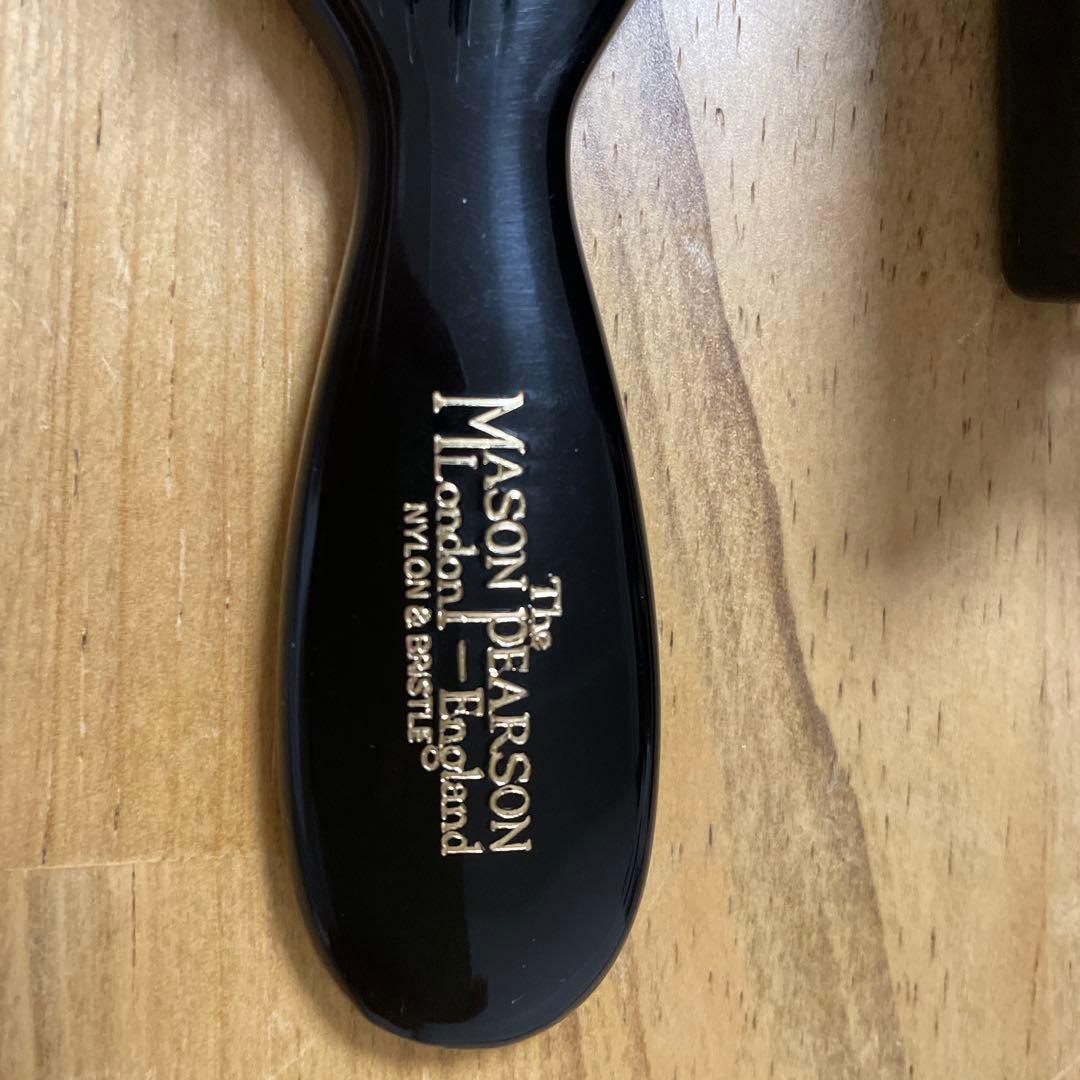 The
MASON PEARSON
London - England
NYLON & BRISTLE